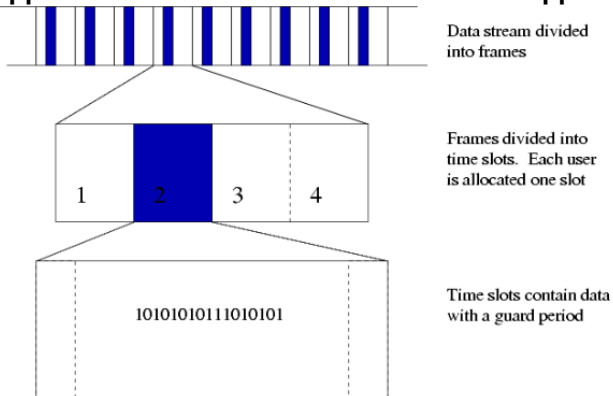 Data stream divided
into frames
Frames divided into
time slots. Each user
is allocated one slot
1 2 3 4
Time slots contain data
with a guard period
10101010111010101